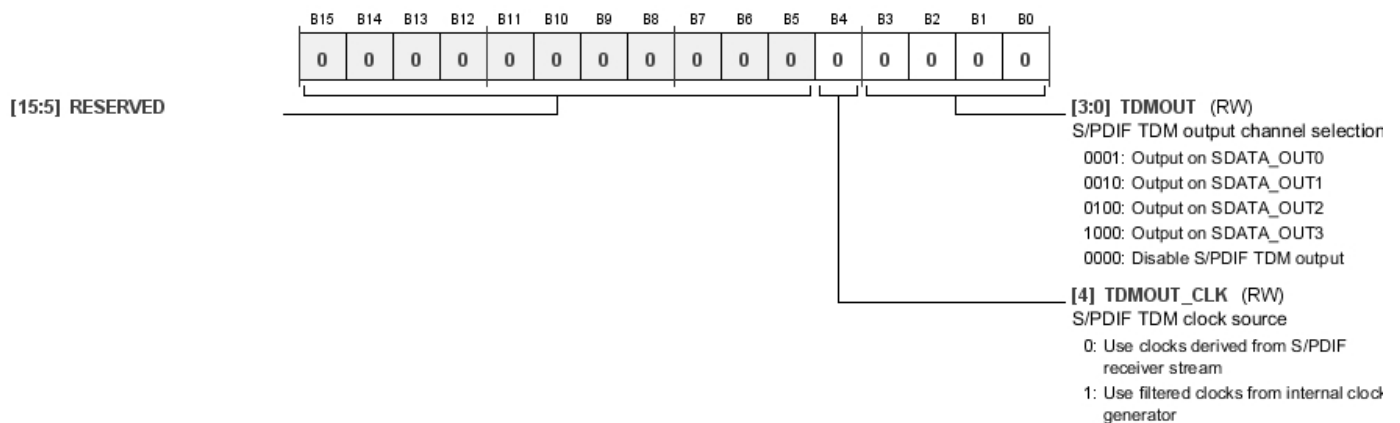 B15 B14 B13 B12 B11 B10 B9 B8 B7 B6 B5 B4 B3 B2 B1 B0
0 0 0 0 0 0 0 0 0 0 0 0 0 0 0 0
[15:5] RESERVED
[3:0] TDMOUT (RW)
S/PDIF TDM output channel selection
0001: Output on SDATA_OUT0
0010: Output on SDATA_OUT1
0100: Output on SDATA_OUT2
1000: Output on SDATA_OUT3
0000: Disable S/PDIF TDM output
[4] TDMOUT_CLK (RW)
S/PDIF TDM clock source
0: Use clocks derived from S/PDIF
receiver stream
1: Use filtered clocks from internal clock
generator